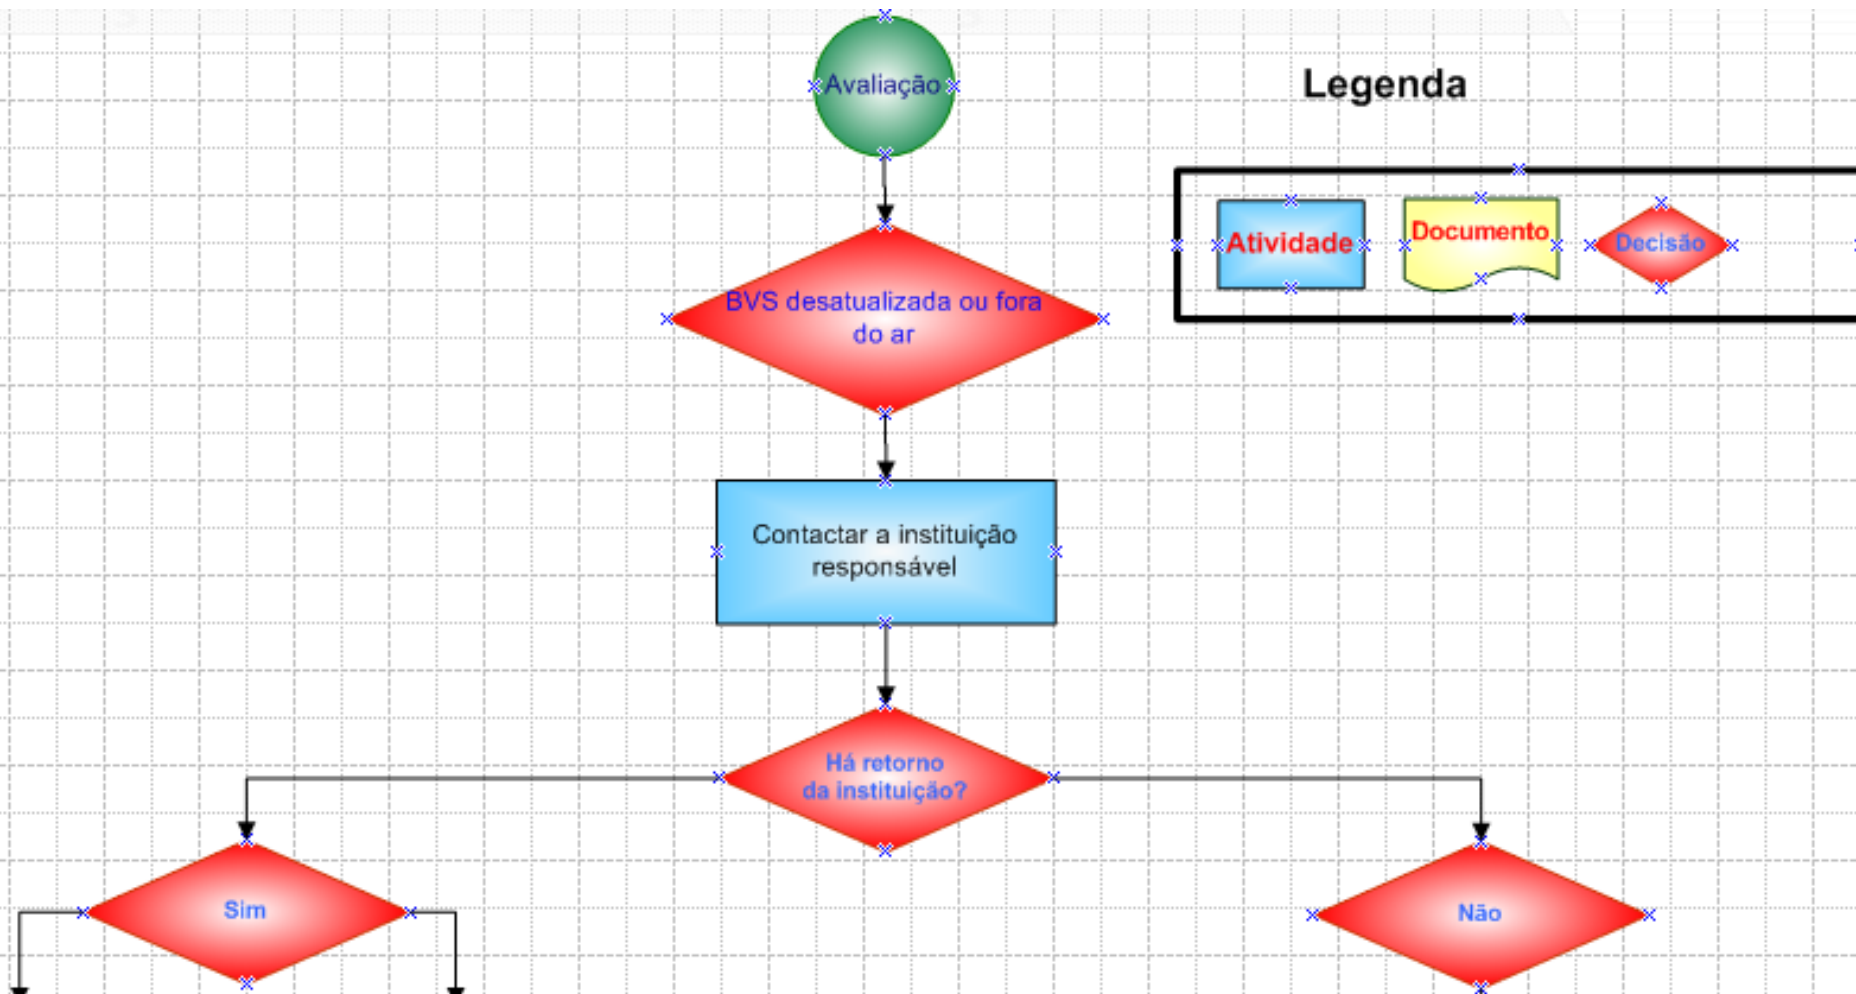 Avaliação
Legenda
Atividade
Documento
Decisão
BVS desatualizada ou fora
do ar
Contactar a instituição
responsável
Há retorno
da instituição?
Sim
Não